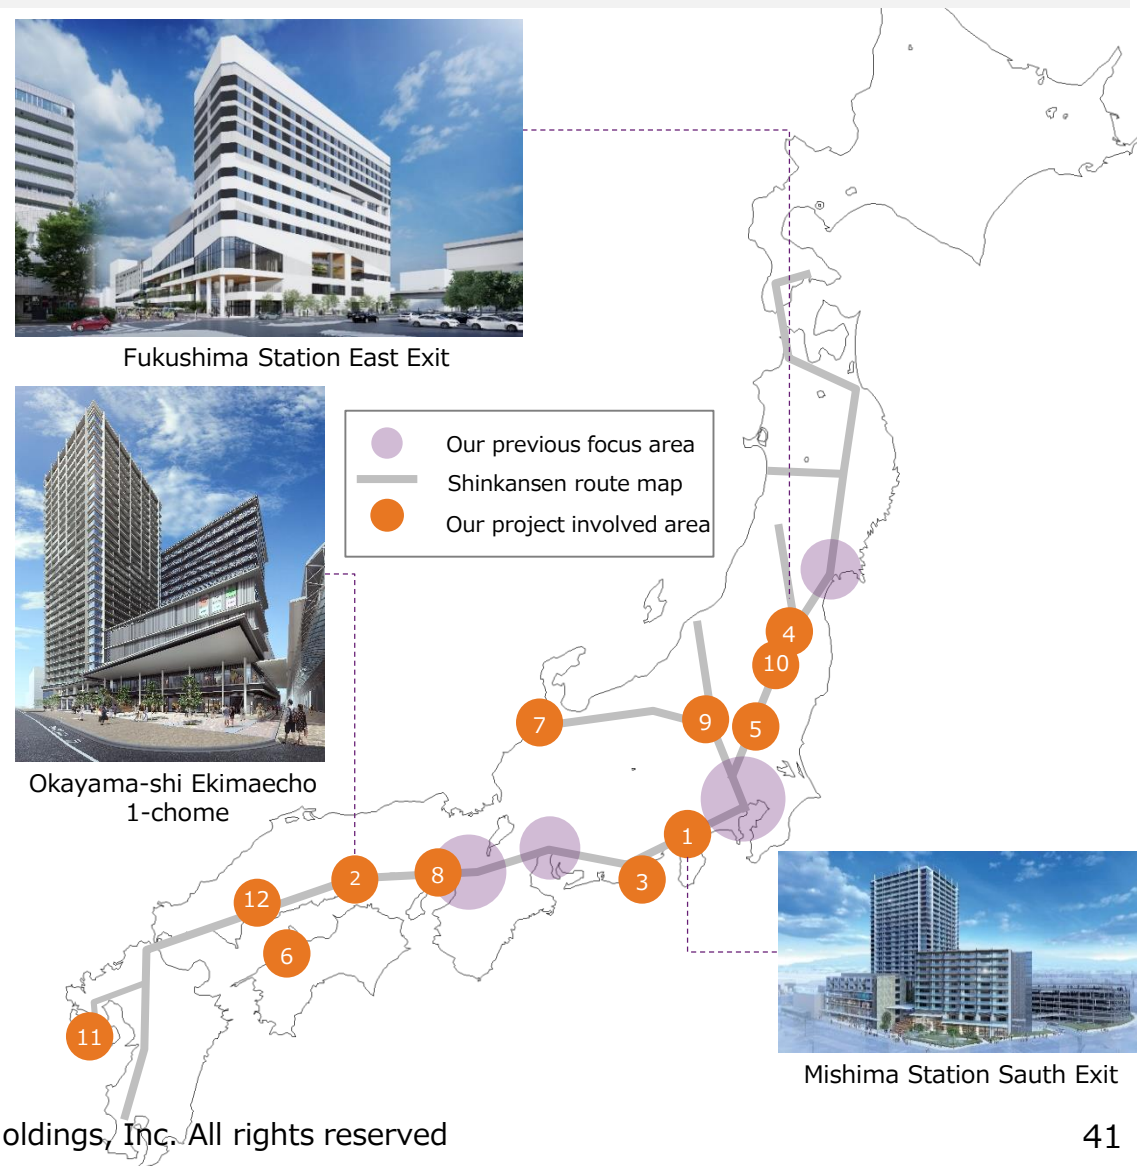 Fukushima Station East Exit
Our previous focus area
Shinkansen route map
Our project involved area
4
10
7
9
5
Okayama-shi Ekimaecho
1-chome
1
8
2
3
12
6
11
Mishima Station Sauth Exit
oldings, Inc. All rights reserved
41